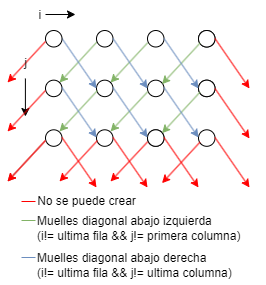 i
j
No se puede crear
Muelles diagonal abajo izquierda
(i!= ultima fila && j!= primera columna)
Muelles diagonal abajo derecha
(i!= ultima fila && j!= ultima columna)